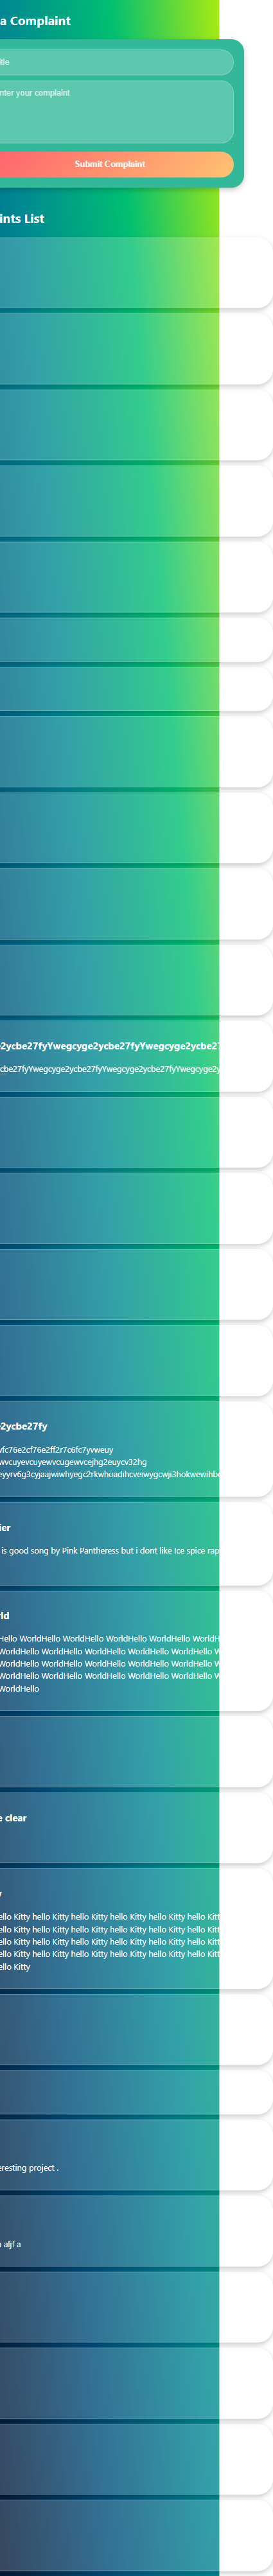 a Complaint
tle
nter your complaint
Submit Complaint
ints List
e2ycbe27fyYwegcyge2ycbe27fyYwegcyge2ycbe27
cbe27fyYwegcyge2ycbe27fyYwegcyge2ycbe27fyYwegcyge2y
e2ycbe27fy
vfc76e2cf76e2ff2r7c6fc7yvweuy
wvcuyevcuyewvcugewvcejhg2euycv32hg
eyyrv6g3cyjaajwiwhyegc2rkwhoadihcveiwygcwji3hokwewihb
ier
is good song by Pink Pantheress but i dont like Ice spice rap
ld
Hello WorldHello WorldHello WorldHello WorldHello WorldH
WorldHello WorldHello WorldHello WorldHello WorldHello W
WorldHello WorldHello WorldHello WorldHello WorldHello W
WorldHello WorldHello WorldHello WorldHello WorldHello W
WorldHello
e clear
y
ello Kitty hello Kitty hello Kitty hello Kitty hello Kitty hello Kitt
ello Kitty hello Kitty hello Kitty hello Kitty hello Kitty hello Kitt
ello Kitty hello Kitty hello Kitty hello Kitty hello Kitty hello Kitt
ello Kitty hello Kitty hello Kitty hello Kitty hello Kitty hello Kitt
ello Kitty
eresting project .
aljf a